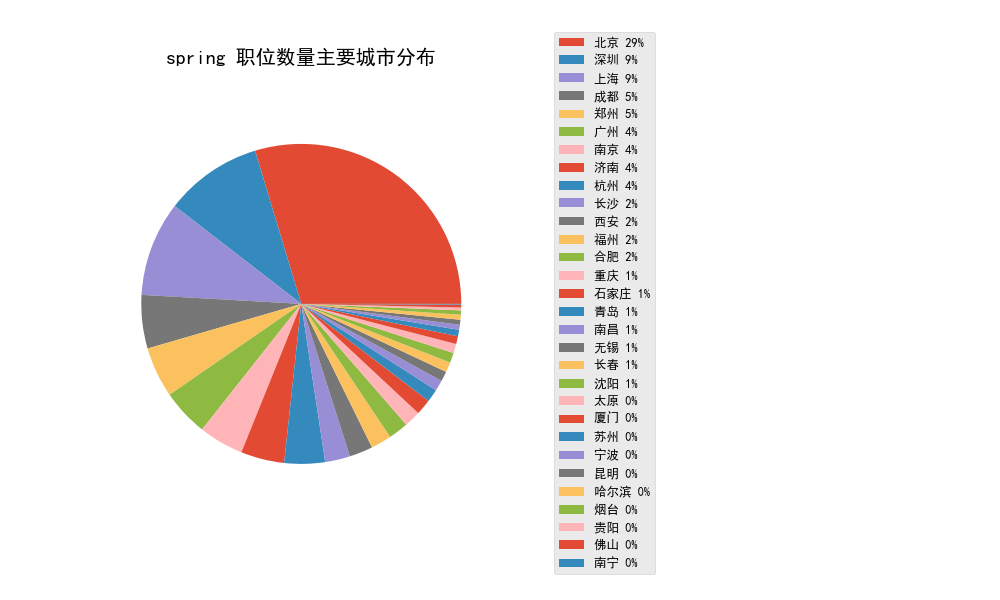 spring 职位数量主要城市分布
北京 29%
深圳 9%
上海 9%
成都 5%
郑州 5%
广州 4%
南京 4%
济南 4%
杭州 4%
长沙 2%
西安 2%
福州 2%
合肥 2%
重庆 1%
石家庄 1%
青岛 1%
南昌 1%
无锡 1%
长春 1%
沈阳 1%
太原 0%
厦门 0%
苏州 0%
宁波 0%
昆明 0%
哈尔滨 0%
烟台 0%
贵阳 0%
佛山 0%
南宁 0%